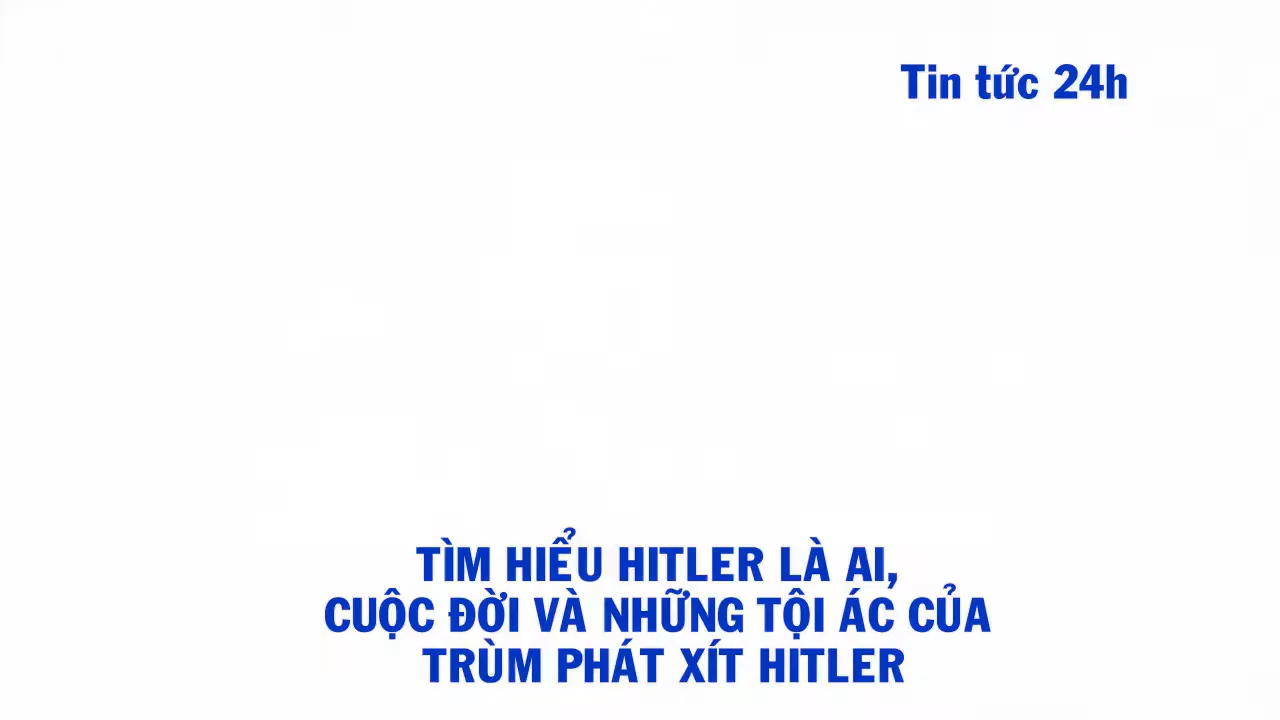 Tin tức 24h
TÌM HIỂU HITLER LÀ AI,
CUỘC ĐỜI VÀ NHỮNG TỘI ÁC CỦA
TRÙM PHÁT XÍT HITLER